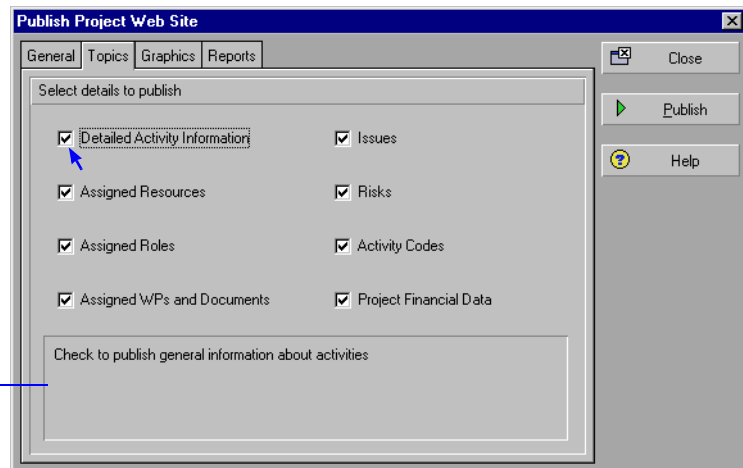 Publish Project Web Site
General Topics Graphics Reports
Select details to publish
Detailed Activity Information
Issues
Assigned Resources
Risks
Assigned Roles
Activity Codes
Assigned WPs and Documents
Project Financial Data
Check to publish general information about activities
Close
Publish
Help